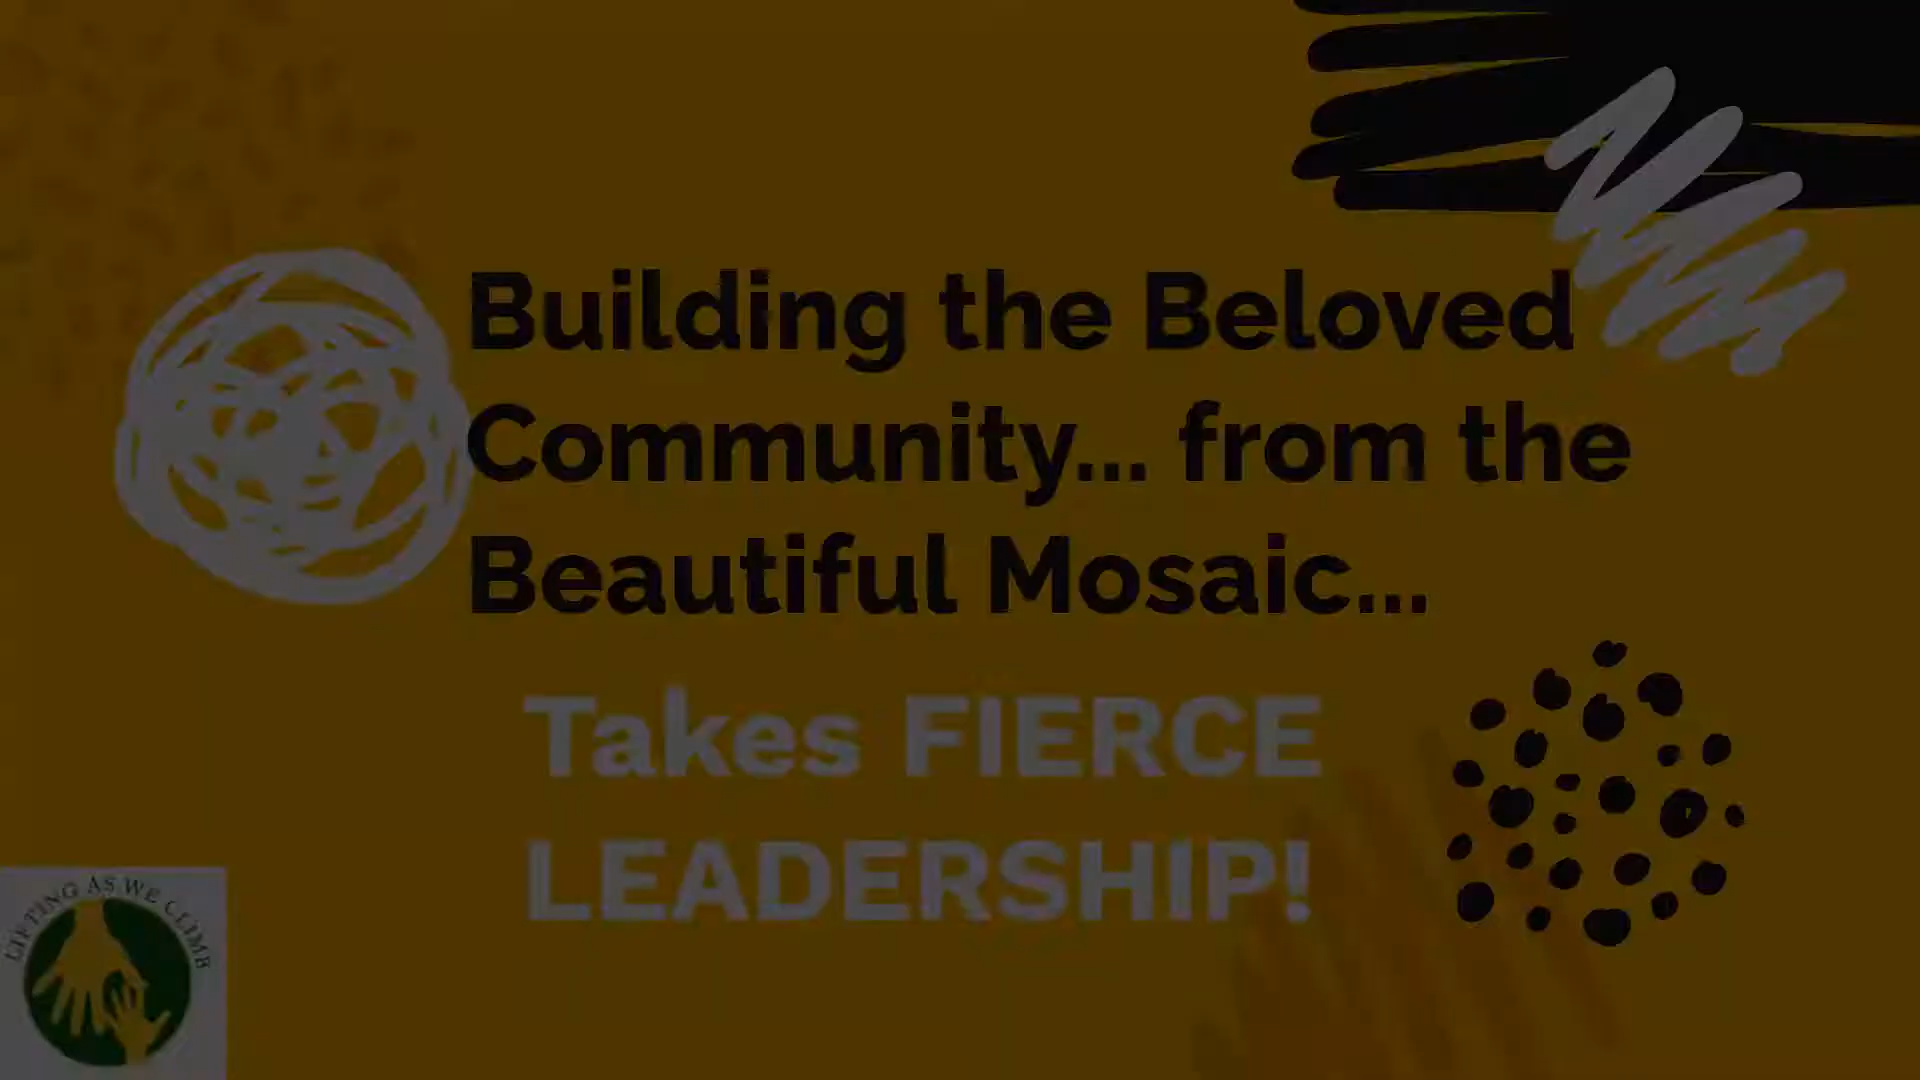 Building the Beloved
Community... from the
Beautiful Mosaic...
Takes FIERCE
LEADERSHIP!
LIFTING AS WE CLIMB